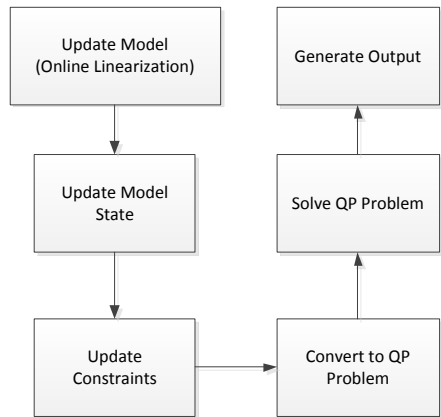 Update Model
(Online Linearization)
Update Model
State
Update
Constraints
Convert to QP
Problem
Solve QP Problem
Generate Output